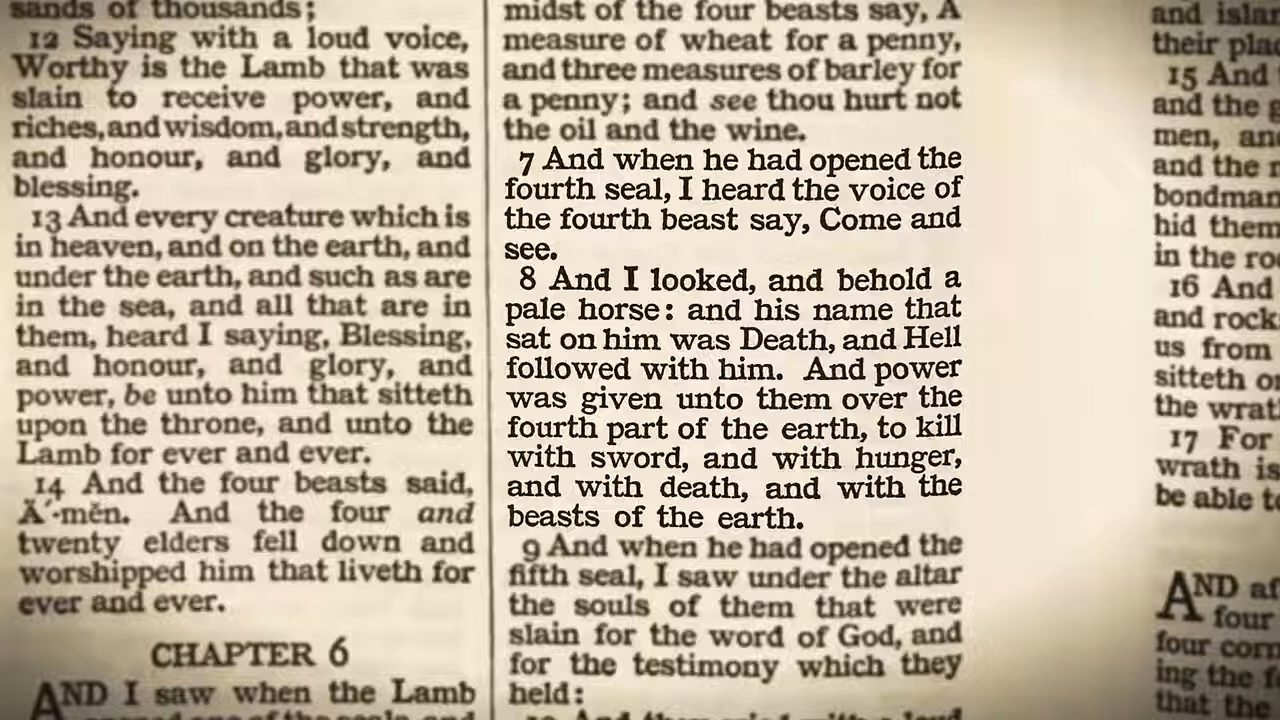 sands of thousands;
12 Saying with a loud voice,
Worthy is the Lamb that was
slain to receive power, and
riches, and wisdom, and strength,
and honour, and glory, and
blessing.
13 And every creature which is
in heaven, and on the earth, and
under the earth, and such as are
in the sea, and all that are in
them, heard I saying, Blessing,
and honour, and glory, and
power, be unto him that sitteth
upon the throne, and unto the
Lamb for ever and ever.
14 And the four beasts said,
Ā´-mĕn. And the four and
twenty elders fell down and
worshipped him that liveth for
ever and ever.
CHAPTER 6
AND I saw when the Lamb
opened one of the seals, and
midst of the four beasts say, A
measure of wheat for a penny,
and three measures of barley for
a penny; and see thou hurt not
the oil and the wine.
7 And when he had opened the
fourth seal, I heard the voice of
the fourth beast say, Come and
see.
8 And I looked, and behold a
pale horse: and his name that
sat on him was Death, and Hell
followed with him. And power
was given unto them over the
fourth part of the earth, to kill
with sword, and with hunger,
and with death, and with the
beasts of the earth.
9 And when he had opened the
fifth seal, I saw under the altar
the souls of them that were
slain for the word of God, and
for the testimony which they
held:
10 And they cried with a loud
and
their
15 And
and the
men,
and the
hid them
in the
16 And
and
us from
sitteth
the
17 For
wrath is
be able
AND
four
four
ing the
that the